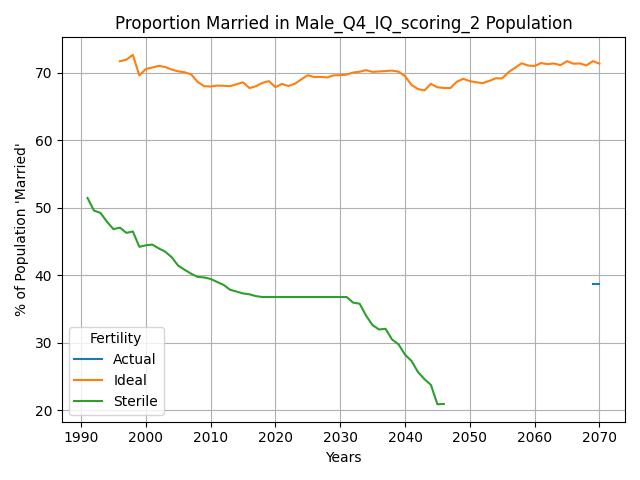 Proportion Married in Male_Q4_IQ_scoring_2 Population
% of Population 'Married'
70
60
50
40
30
20
Fertility
Actual
Ideal
Sterile
1990 2000 2010 2020 2030 2040 2050 2060 2070
Years